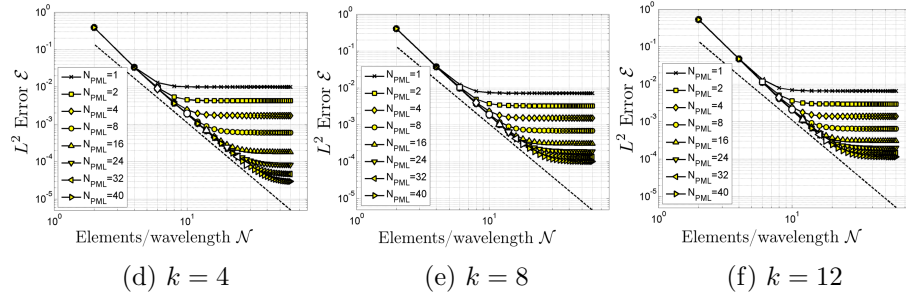 10^0
10^-1
10^-2
10^-3
10^-4
10^-5
L^2 Error ℰ
N_PML=1
N_PML=2
N_PML=4
N_PML=8
N_PML=16
N_PML=24
N_PML=32
N_PML=40
10^0
10^1
Elements/wavelength 𝒩
(d) k = 4
10^0
10^-1
10^-2
10^-3
10^-4
10^-5
L^2 Error ℰ
N_PML=1
N_PML=2
N_PML=4
N_PML=8
N_PML=16
N_PML=24
N_PML=32
N_PML=40
10^0
10^1
Elements/wavelength 𝒩
(e) k = 8
10^0
10^-1
10^-2
10^-3
10^-4
10^-5
L^2 Error ℰ
N_PML=1
N_PML=2
N_PML=4
N_PML=8
N_PML=16
N_PML=24
N_PML=32
N_PML=40
10^0
10^1
Elements/wavelength 𝒩
(f) k = 12